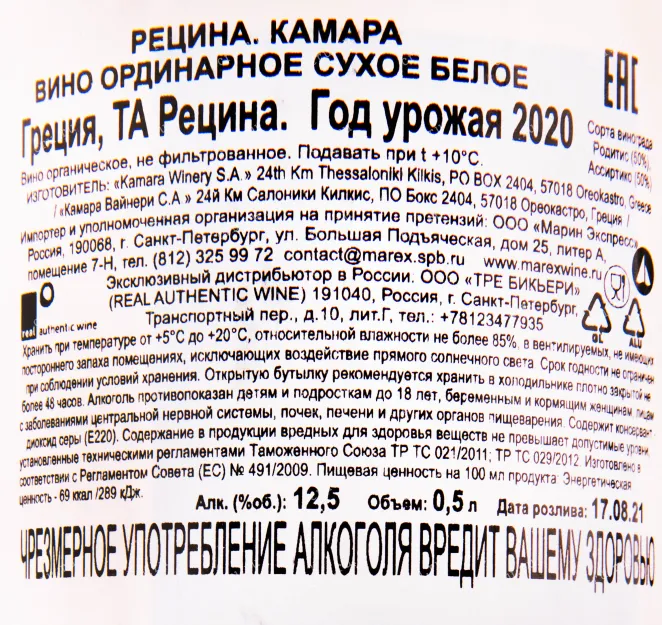 РЕЦИНА. КАМАРА
ВИНО ОРДИНАРНОЕ СУХОЕ БЕЛОЕ
EAC
Греция, ТА Рецина. Год урожая 2020
Сорта винограда
Родитис (50%),
Ассиртико (50%)
Вино органическое, не фильтрованное. Подавать при t +10°C.
ИЗГОТОВИТЕЛЬ: «Kamara Winery S.A.» 24th Km Thessaloniki Kilkis, PO BOX 2404, 57018 Oreokastro, Greece
/ «Камара Вайнери С.А » 24й Км Салоники Килкис, ПО Бокс 2404, 57018 Ореокастро, Греция /
Импортер и уполномоченная организация на принятие претензий: ООО «Марин Экспресс»
Россия, 190068, г. Санкт-Петербург, ул. Большая Подъяческая, дом 25, литер А,
помещение 7-Н, тел. (812) 325 99 72 contact@marex.spb.ru www.marexwine.ru
Эксклюзивный дистрибьютор в России. ООО «ТРЕ БИКЬЕРИ»
(REAL AUTHENTIC WINE) 191040, Россия, г. Санкт-Петербург,
Транспортный пер., д.10, лит.Г, тел.: +78123477935
real authentic wine
GL ALU
Хранить при температуре от +5°С до +20°С, относительной влажности не более 85%, в вентилируемых, не имеющих
постороннего запаха помещениях, исключающих воздействие прямого солнечного света. Срок годности не ограничен
при соблюдении условий хранения. Открытую бутылку рекомендуется хранить в холодильнике плотно закрытой не
более 48 часов. Алкоголь противопоказан детям и подросткам до 18 лет, беременным и кормящим женщинам, лицам
с заболеваниями центральной нервной системы, почек, печени и других органов пищеварения. Содержит консервант
диоксид серы (Е220). Содержание в продукции вредных для здоровья веществ не превышает допустимые уровни,
установленные техническими регламентами Таможенного Союза ТР ТС 021/2011; ТР ТС 029/2012. Изготовлено в
соответствии с Регламентом Совета (ЕС) № 491/2009. Пищевая ценность на 100 мл продукта: Энергетическая
ценность - 69 ккал /289 кДж.
Алк. (%об.): 12,5 Объем: 0,5 л Дата розлива: 17.08.21
ЧРЕЗМЕРНОЕ УПОТРЕБЛЕНИЕ АЛКОГОЛЯ ВРЕДИТ ВАШЕМУ ЗДОРОВЬЮ